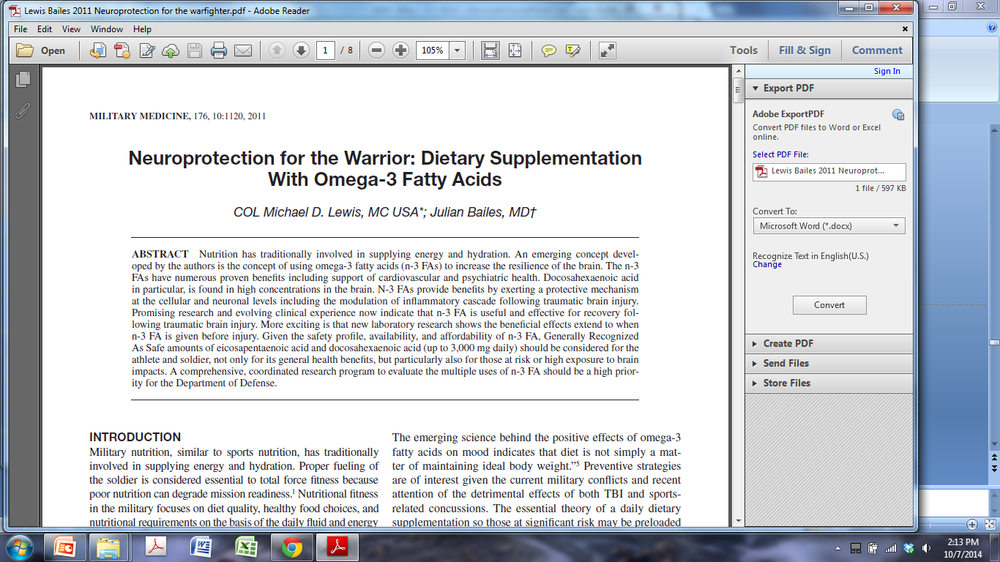 Lewis Bailes 2011 Neuroprotection for the warfighter.pdf - Adobe Reader
File Edit View Window Help
Open 1 / 8 105% Tools Fill & Sign Comment
Sign In
Export PDF
Adobe ExportPDF
Convert PDF files to Word or Excel
online.
Select PDF File:
Lewis Bailes 2011 Neuroprot...
1 file / 597 KB
Convert To:
Microsoft Word (*.docx)
Recognize Text in English(U.S.)
Change
Convert
Create PDF
Send Files
Store Files
MILITARY MEDICINE, 176, 10:1120, 2011
Neuroprotection for the Warrior: Dietary Supplementation
With Omega-3 Fatty Acids
COL Michael D. Lewis, MC USA*; Julian Bailes, MD†
ABSTRACT Nutrition has traditionally involved in supplying energy and hydration. An emerging concept devel-
oped by the authors is the concept of using omega-3 fatty acids (n-3 FAs) to increase the resilience of the brain. The n-3
FAs have numerous proven benefits including support of cardiovascular and psychiatric health. Docosahexaenoic acid
in particular, is found in high concentrations in the brain. N-3 FAs provide benefits by exerting a protective mechanism
at the cellular and neuronal levels including the modulation of inflammatory cascade following traumatic brain injury.
Promising research and evolving clinical experience now indicate that n-3 FA is useful and effective for recovery fol-
lowing traumatic brain injury. More exciting is that new laboratory research shows the beneficial effects extend to when
n-3 FA is given before injury. Given the safety profile, availability, and affordability of n-3 FA, Generally Recognized
As Safe amounts of eicosapentaenoic acid and docosahexaenoic acid (up to 3,000 mg daily) should be considered for the
athlete and soldier, not only for its general health benefits, but particularly also for those at risk or high exposure to brain
impacts. A comprehensive, coordinated research program to evaluate the multiple uses of n-3 FA should be a high prior-
ity for the Department of Defense.
INTRODUCTION
Military nutrition, similar to sports nutrition, has traditionally
involved in supplying energy and hydration. Proper fueling of
the soldier is considered essential to total force fitness because
poor nutrition can degrade mission readiness.¹ Nutritional fitness
in the military focuses on diet quality, healthy food choices, and
nutritional requirements on the basis of the daily fluid and energy
The emerging science behind the positive effects of omega-3
fatty acids on mood indicates that diet is not simply a mat-
ter of maintaining ideal body weight."⁵ Preventive strategies
are of interest given the current military conflicts and recent
attention of the detrimental effects of both TBI and sports-
related concussions. The essential theory of a daily dietary
supplementation so those at significant risk may be preloaded
2:13 PM
10/7/2014